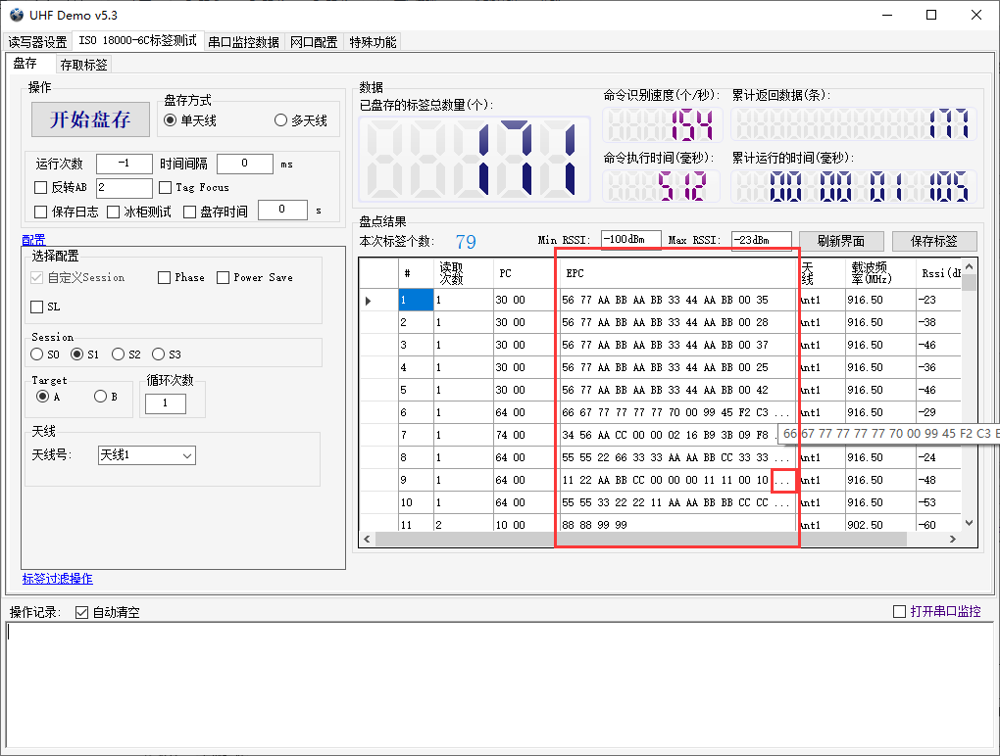 UHF Demo v5.3
读写器设置 ISO 18000-6C标签测试 串口监控数据 网口配置 特殊功能
盘存 存取标签
操作
开始盘存
盘存方式
单天线 多天线
运行次数 -1 时间间隔 0 ms
反转AB 2 Tag Focus
保存日志 冰柜测试 盘存时间 0 s
配置
选择配置
自定义Session Phase Power Save
SL
Session
S0 S1 S2 S3
Target
A B
循环次数
1
天线
天线号: 天线1
标签过滤操作
数据
已盘存的标签总数量(个):
171
命令识别速度(个/秒):
154
累计返回数据(条):
177
命令执行时间(毫秒):
512
累计运行的时间(毫秒):
00 00 01 105
盘点结果
本次标签个数: 79 Min RSSI: -100dBm Max RSSI: -23dBm 刷新界面 保存标签
# 读取次数 PC EPC 天线 载波频率(MHz) Rssi(dB
1 1 30 00 56 77 AA BB AA BB 33 44 AA BB 00 35 Ant1 916.50 -23
2 1 30 00 56 77 AA BB AA BB 33 44 AA BB 00 28 Ant1 916.50 -38
3 1 30 00 56 77 AA BB AA BB 33 44 AA BB 00 37 Ant1 916.50 -46
4 1 30 00 56 77 AA BB AA BB 33 44 AA BB 00 25 Ant1 916.50 -36
5 1 30 00 56 77 AA BB AA BB 33 44 AA BB 00 42 Ant1 916.50 -46
6 1 64 00 66 67 77 77 77 77 70 00 99 45 F2 C3 ... Ant1 916.50 -29
7 1 74 00 34 56 AA CC 00 00 02 16 B9 3B 09 F8
66 67 77 77 77 77 70 00 99 45 F2 C3
8 1 64 00 55 55 22 66 33 33 AA AA BB CC 33 33 ... Ant1 916.50 -24
9 1 64 00 11 22 AA BB CC 00 00 00 11 11 00 10 ... Ant1 916.50 -48
10 1 64 00 55 55 33 22 22 11 AA AA BB BB CC CC ... Ant1 916.50 -53
11 2 10 00 88 88 99 99 Ant1 902.50 -60
操作记录: 自动清空 打开串口监控